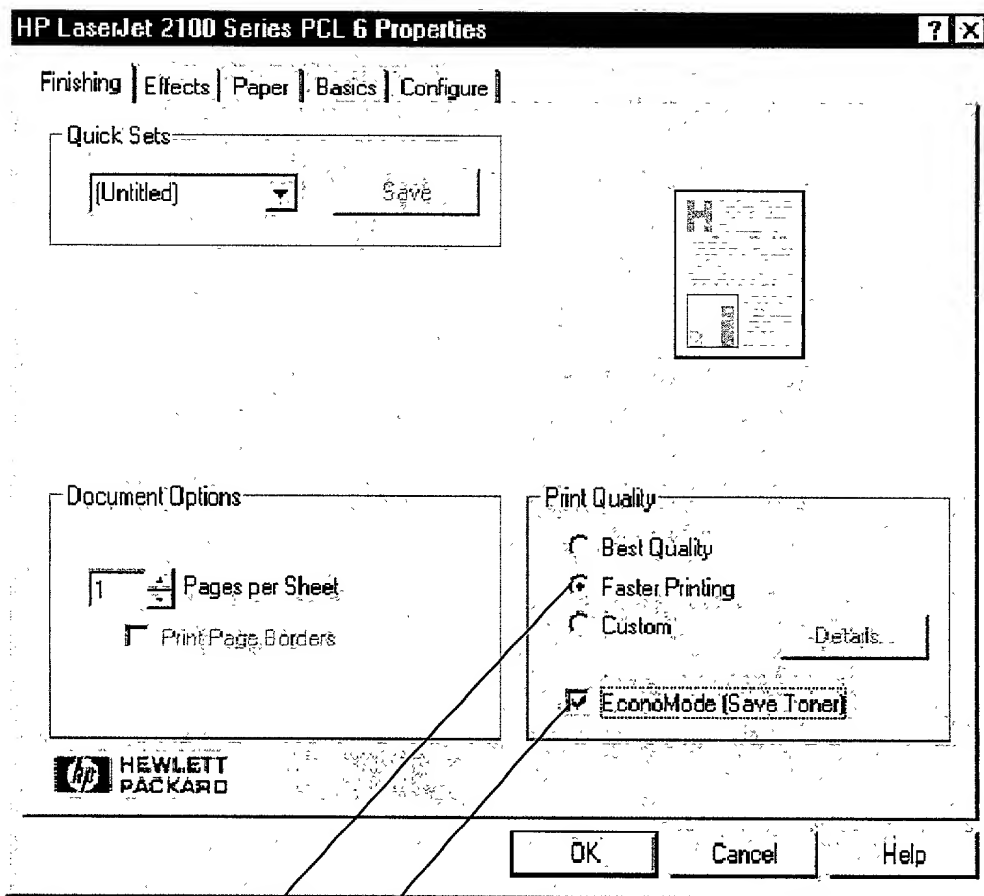 HP LaserJet 2100 Series PCL 6 Properties
Finishing Effects Paper Basics Configure
Quick Sets
(Untitled) Save
H
Document Options
1 Pages per Sheet
Print Page Borders
Print Quality
Best Quality
Faster Printing
Custom
Details...
EconoMode (Save Toner)
hp HEWLETT
PACKARD
OK Cancel Help